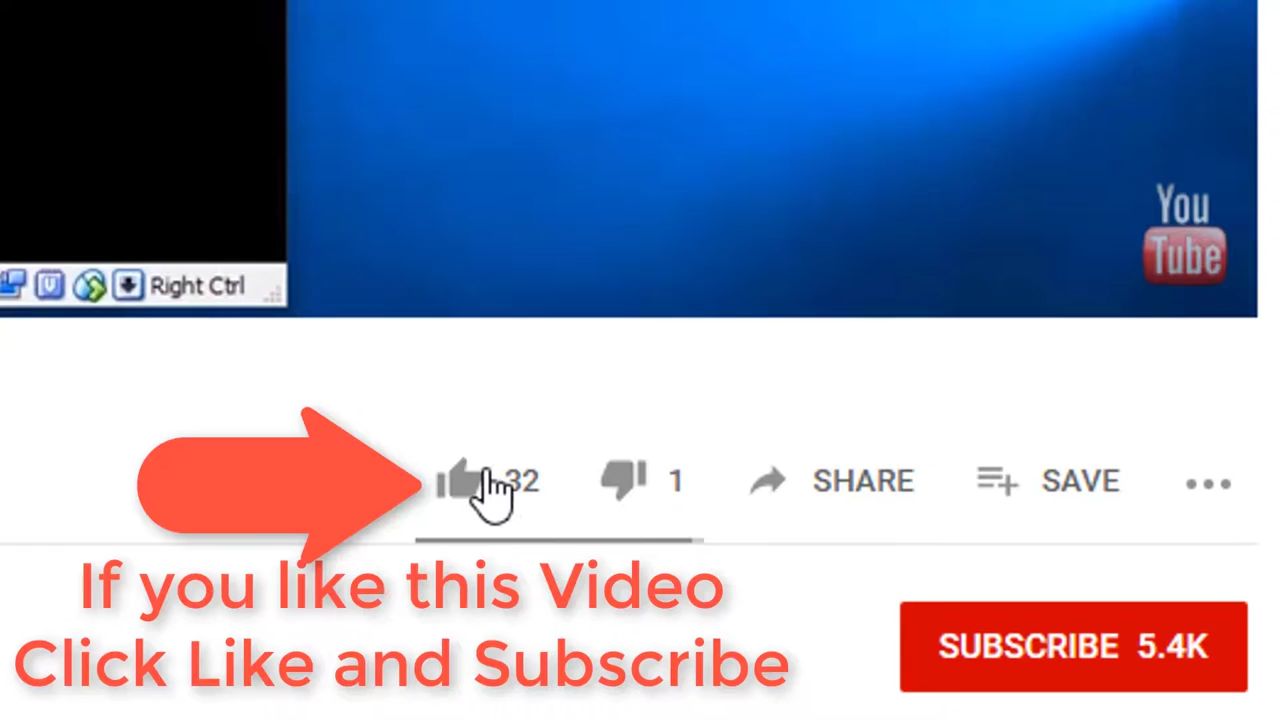 You
Tube
Right Ctrl
32 1 SHARE SAVE
If you like this Video
Click Like and Subscribe
SUBSCRIBE 5.4K